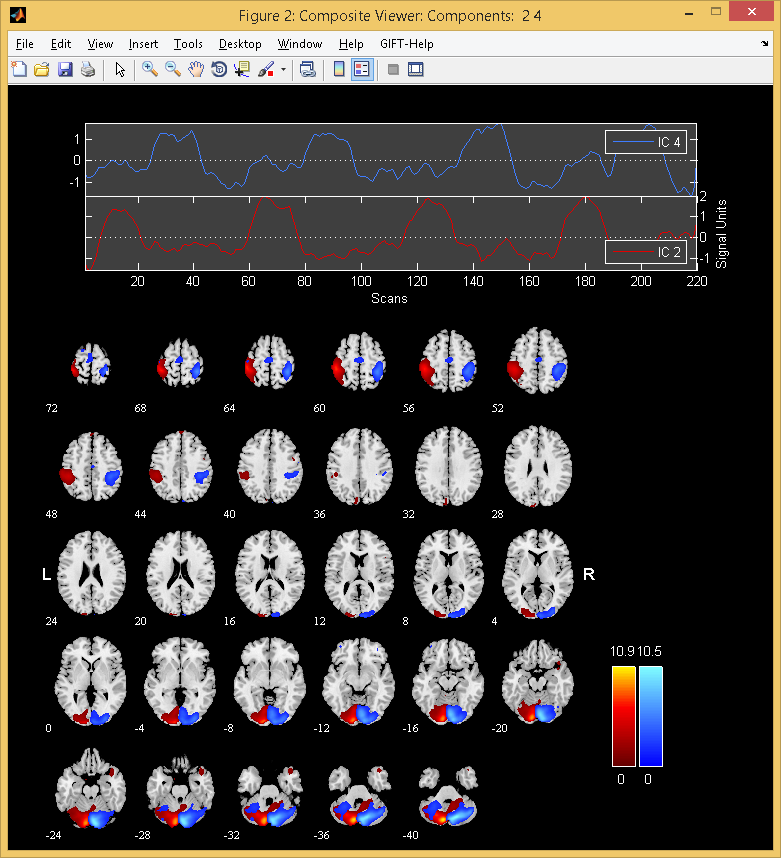 Figure 2: Composite Viewer: Components:  2 4
File Edit View Insert Tools Desktop Window Help GIFT-Help
1
0
-1
IC 4
2
1
0
-1
IC 2
Signal Units
20 40 60 80 100 120 140 160 180 200 220
Scans
72 68 64 60 56 52
48 44 40 36 32 28
L R
24 20 16 12 8 4
10.9 10.5
0 -4 -8 -12 -16 -20
0 0
-24 -28 -32 -36 -40